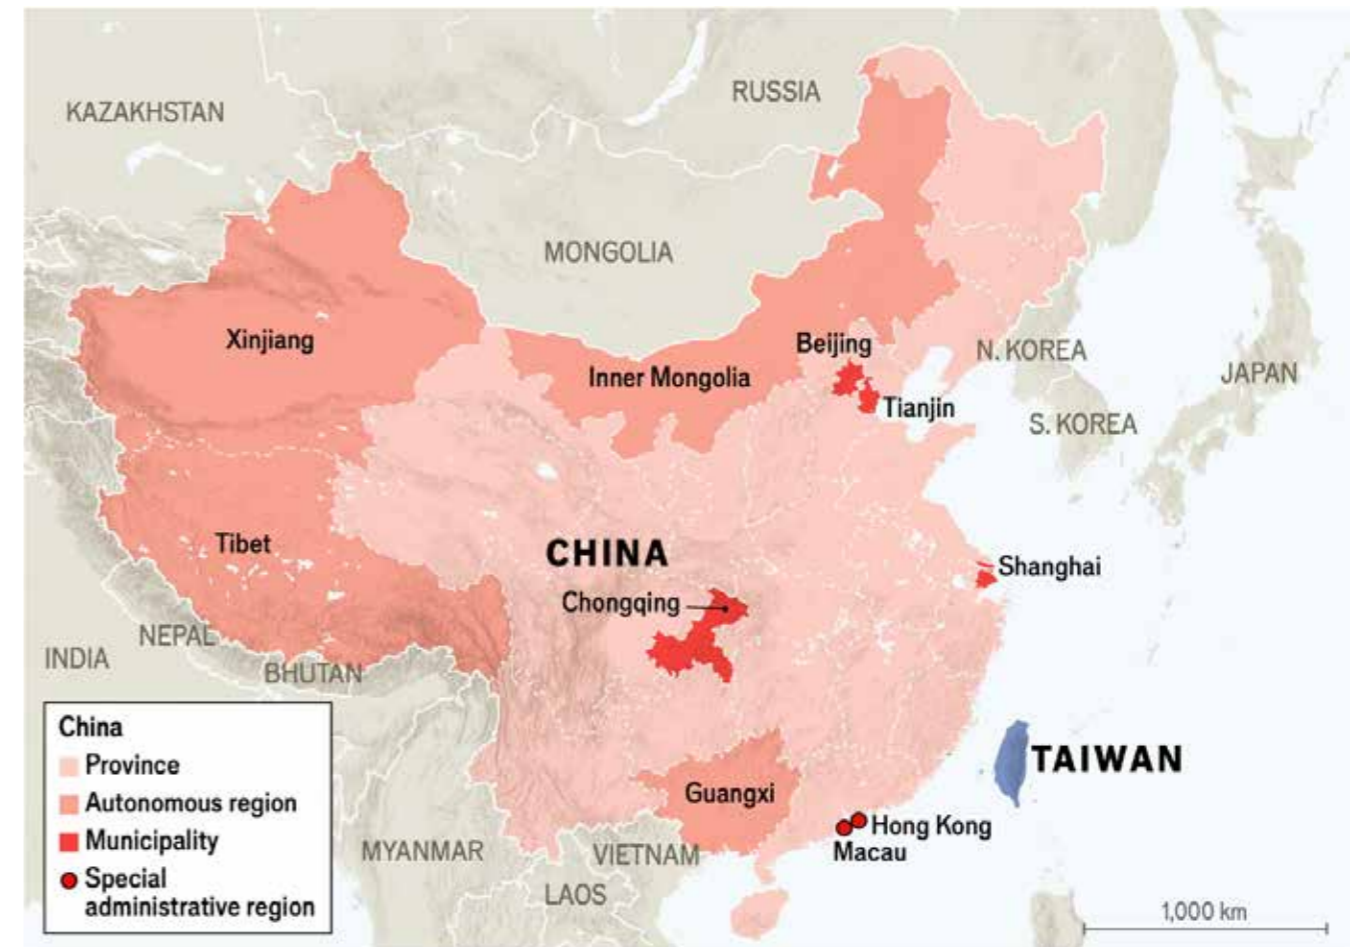 RUSSIA
KAZAKHSTAN
MONGOLIA
Xinjiang
Beijing
N. KOREA
Inner Mongolia
JAPAN
Tianjin
S. KOREA
Tibet
CHINA
Shanghai
Chongqing
NEPAL
INDIA
BHUTAN
TAIWAN
Guangxi
Hong Kong
Macau
MYANMAR
VIETNAM
LAOS
China
Province
Autonomous region
Municipality
Special
administrative region
1,000 km